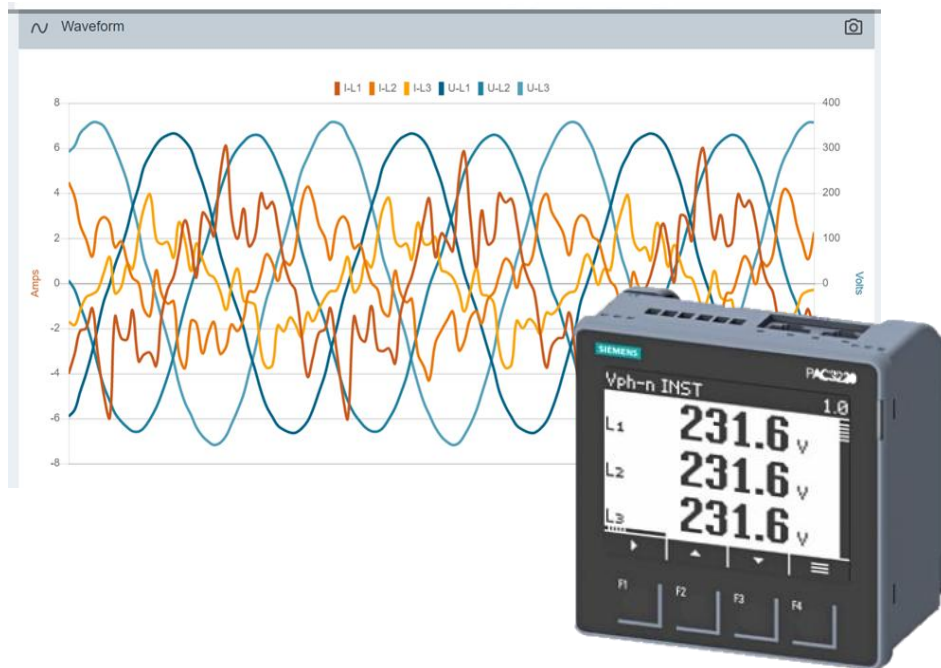 Waveform
I-L1 I-L2 I-L3 U-L1 U-L2 U-L3
8
6
4
2
0
-2
-4
-6
-8
Amps
400
300
200
100
0
Volts
SIEMENS
PAC3220
Vph-n INST
1.0
L1 231.6 V
L2 231.6 V
L3 231.6 V
F1 F2 F3 F4